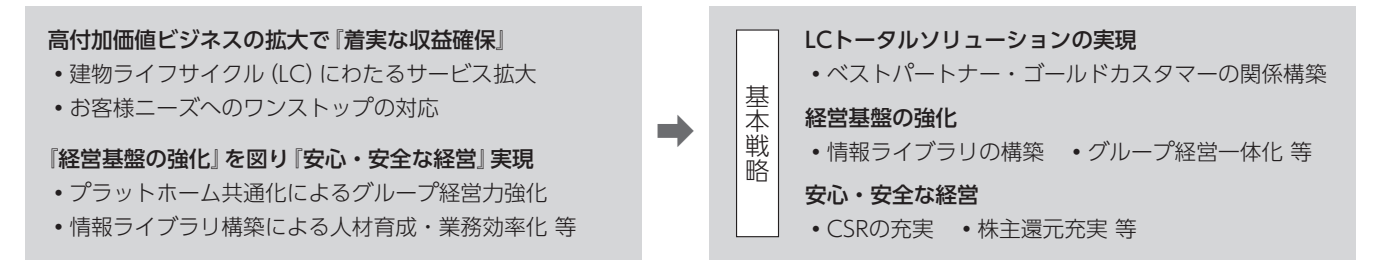 高付加価値ビジネスの拡大で『着実な収益確保』
•建物ライフサイクル (LC) にわたるサービス拡大
•お客様ニーズへのワンストップの対応
『経営基盤の強化』を図り『安心・安全な経営』実現
•プラットホーム共通化によるグループ経営力強化
•情報ライブラリ構築による人材育成・業務効率化 等
基本戦略
LCトータルソリューションの実現
•ベストパートナー・ゴールドカスタマーの関係構築
経営基盤の強化
•情報ライブラリの構築 •グループ経営一体化 等
安心・安全な経営
•CSRの充実 •株主還元充実 等